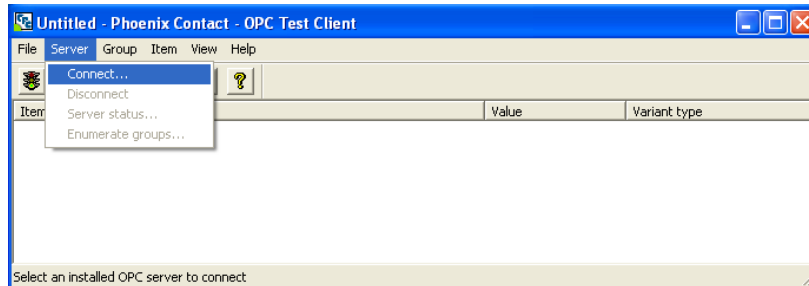 Untitled - Phoenix Contact - OPC Test Client
File Server Group Item View Help
Connect...
Disconnect
Server status...
Enumerate groups...
Item Value Variant type
Select an installed OPC server to connect